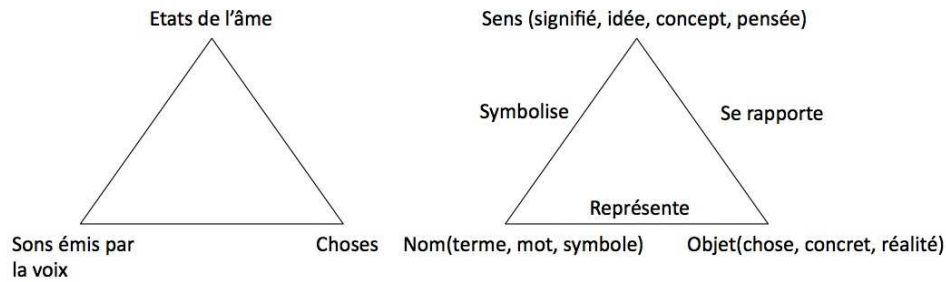 Etats de l’âme
Sens (signifié, idée, concept, pensée)
Symbolise
Se rapporte
Représente
Sons émis par
la voix
Choses
Nom(terme, mot, symbole)
Objet(chose, concret, réalité)